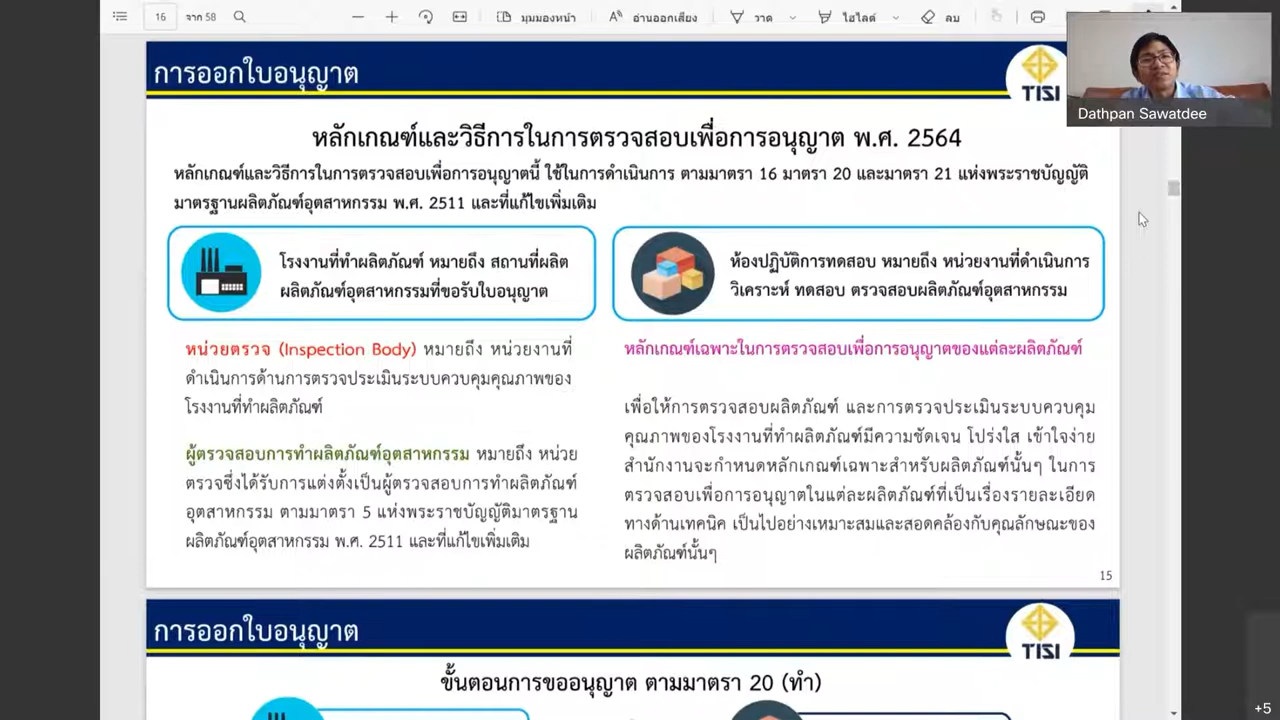 16
จาก 58
มุมมองหน้า
อ่านออกเสียง
วาด
ไฮไลต์
ลบ
การออกใบอนุญาต
TISI
Dathpan Sawatdee
หลักเกณฑ์และวิธีการในการตรวจสอบเพื่อการอนุญาต พ.ศ. 2564
หลักเกณฑ์และวิธีการในการตรวจสอบเพื่อการอนุญาตนี้ ใช้ในการดำเนินการ ตามมาตรา 16 มาตรา 20 และมาตรา 21 แห่งพระราชบัญญัติ
มาตรฐานผลิตภัณฑ์อุตสาหกรรม พ.ศ. 2511 และที่แก้ไขเพิ่มเติม
โรงงานที่ทำผลิตภัณฑ์ หมายถึง สถานที่ผลิต
ผลิตภัณฑ์อุตสาหกรรมที่ขอรับใบอนุญาต
ห้องปฏิบัติการทดสอบ หมายถึง หน่วยงานที่ดำเนินการ
วิเคราะห์ ทดสอบ ตรวจสอบผลิตภัณฑ์อุตสาหกรรม
หน่วยตรวจ (Inspection Body) หมายถึง หน่วยงานที่
ดำเนินการด้านการตรวจประเมินระบบควบคุมคุณภาพของ
โรงงานที่ทำผลิตภัณฑ์
ผู้ตรวจสอบการทำผลิตภัณฑ์อุตสาหกรรม หมายถึง หน่วย
ตรวจซึ่งได้รับการแต่งตั้งเป็นผู้ตรวจสอบการทำผลิตภัณฑ์
อุตสาหกรรม ตามมาตรา 5 แห่งพระราชบัญญัติมาตรฐาน
ผลิตภัณฑ์อุตสาหกรรม พ.ศ. 2511 และที่แก้ไขเพิ่มเติม
หลักเกณฑ์เฉพาะในการตรวจสอบเพื่อการอนุญาตของแต่ละผลิตภัณฑ์
เพื่อให้การตรวจสอบผลิตภัณฑ์ และการตรวจประเมินระบบควบคุม
คุณภาพของโรงงานที่ทำผลิตภัณฑ์มีความชัดเจน โปร่งใส เข้าใจง่าย
สำนักงานจะกำหนดหลักเกณฑ์เฉพาะสำหรับผลิตภัณฑ์นั้นๆ ในการ
ตรวจสอบเพื่อการอนุญาตในแต่ละผลิตภัณฑ์ที่เป็นเรื่องรายละเอียด
ทางด้านเทคนิค เป็นไปอย่างเหมาะสมและสอดคล้องกับคุณลักษณะของ
ผลิตภัณฑ์นั้นๆ
15
การออกใบอนุญาต
TISI
ขั้นตอนการขออนุญาต ตามมาตรา 20 (ทำ)
+5